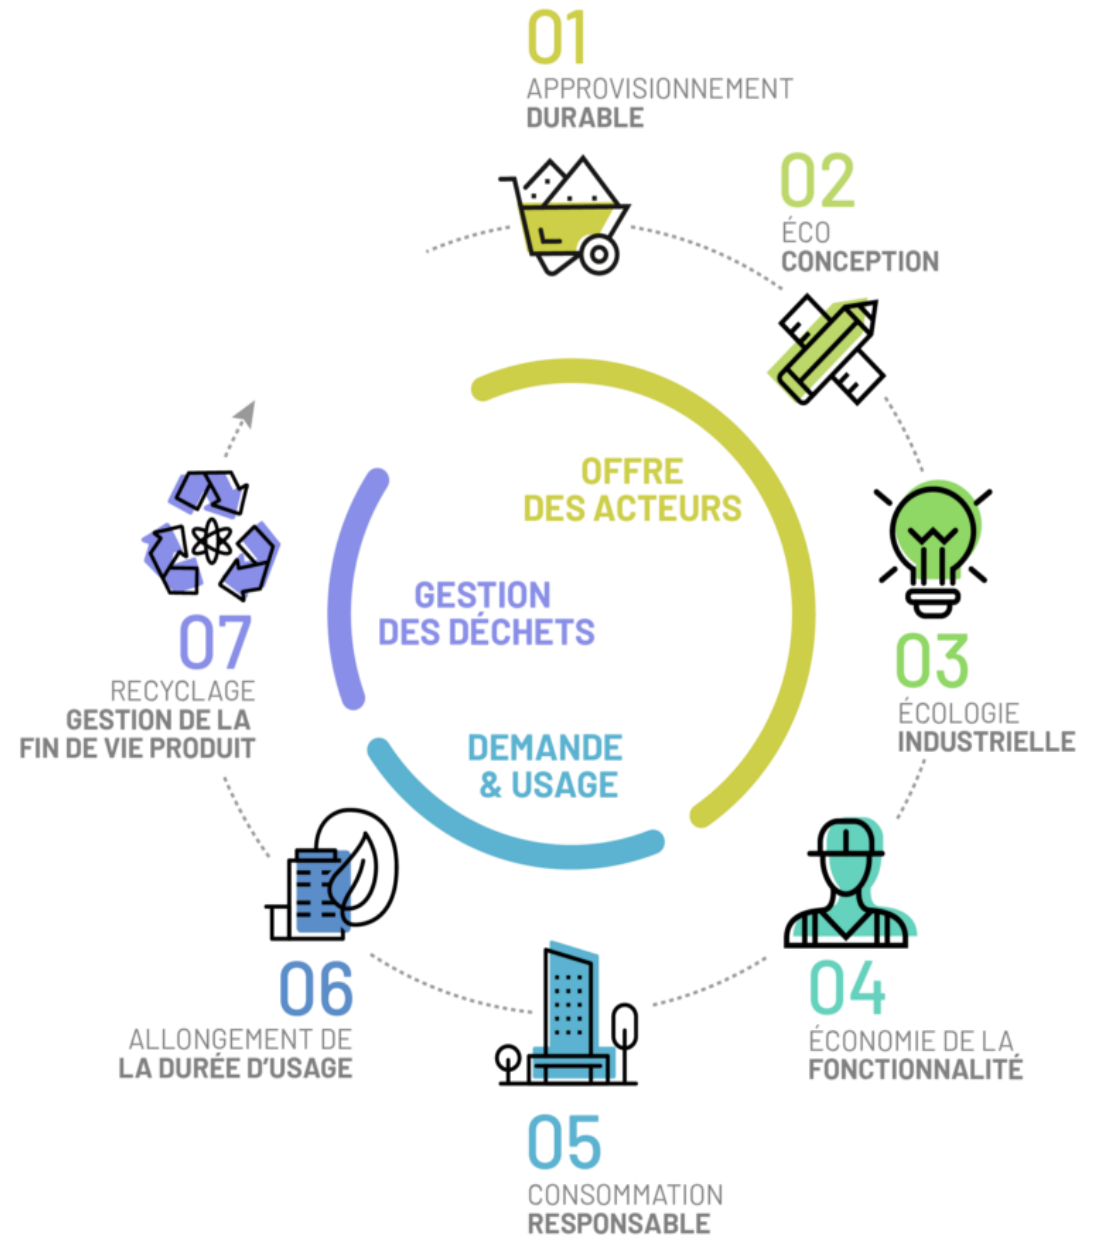 01
APPROVISIONNEMENT
DURABLE
02
ÉCO
CONCEPTION
03
ÉCOLOGIE
INDUSTRIELLE
04
ÉCONOMIE DE LA
FONCTIONNALITÉ
05
CONSOMMATION
RESPONSABLE
06
ALLONGEMENT DE
LA DURÉE D'USAGE
07
RECYCLAGE
GESTION DE LA
FIN DE VIE PRODUIT
OFFRE
DES ACTEURS
DEMANDE
& USAGE
GESTION
DES DÉCHETS